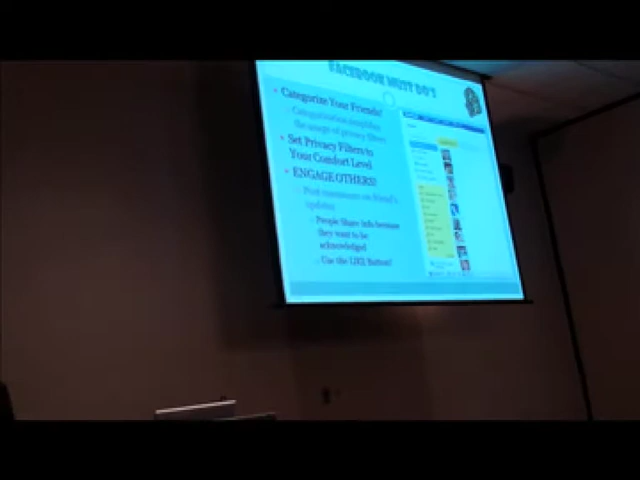 FACEBOOK MUST DO'S
Categorize Your Friends!
Categorization simplifies
the usage of privacy filters
Set Privacy Filters to
Your Comfort Level
ENGAGE OTHERS!
Post comments on friend's
updates
People Share info because
they want to be
acknowledged
Use the LIKE Button!